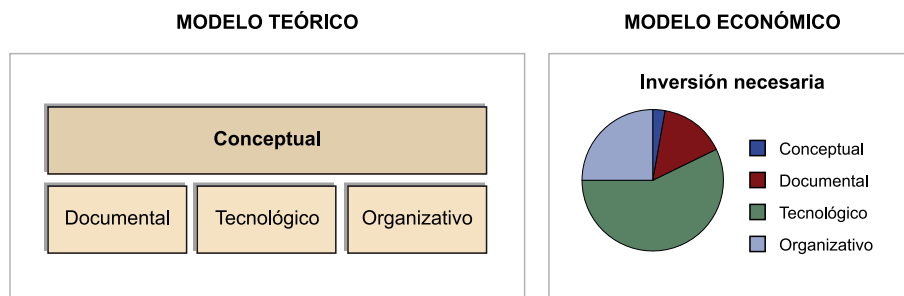 MODELO TEÓRICO
Conceptual
Documental
Tecnológico
Organizativo
MODELO ECONÓMICO
Inversión necesaria
Conceptual
Documental
Tecnológico
Organizativo